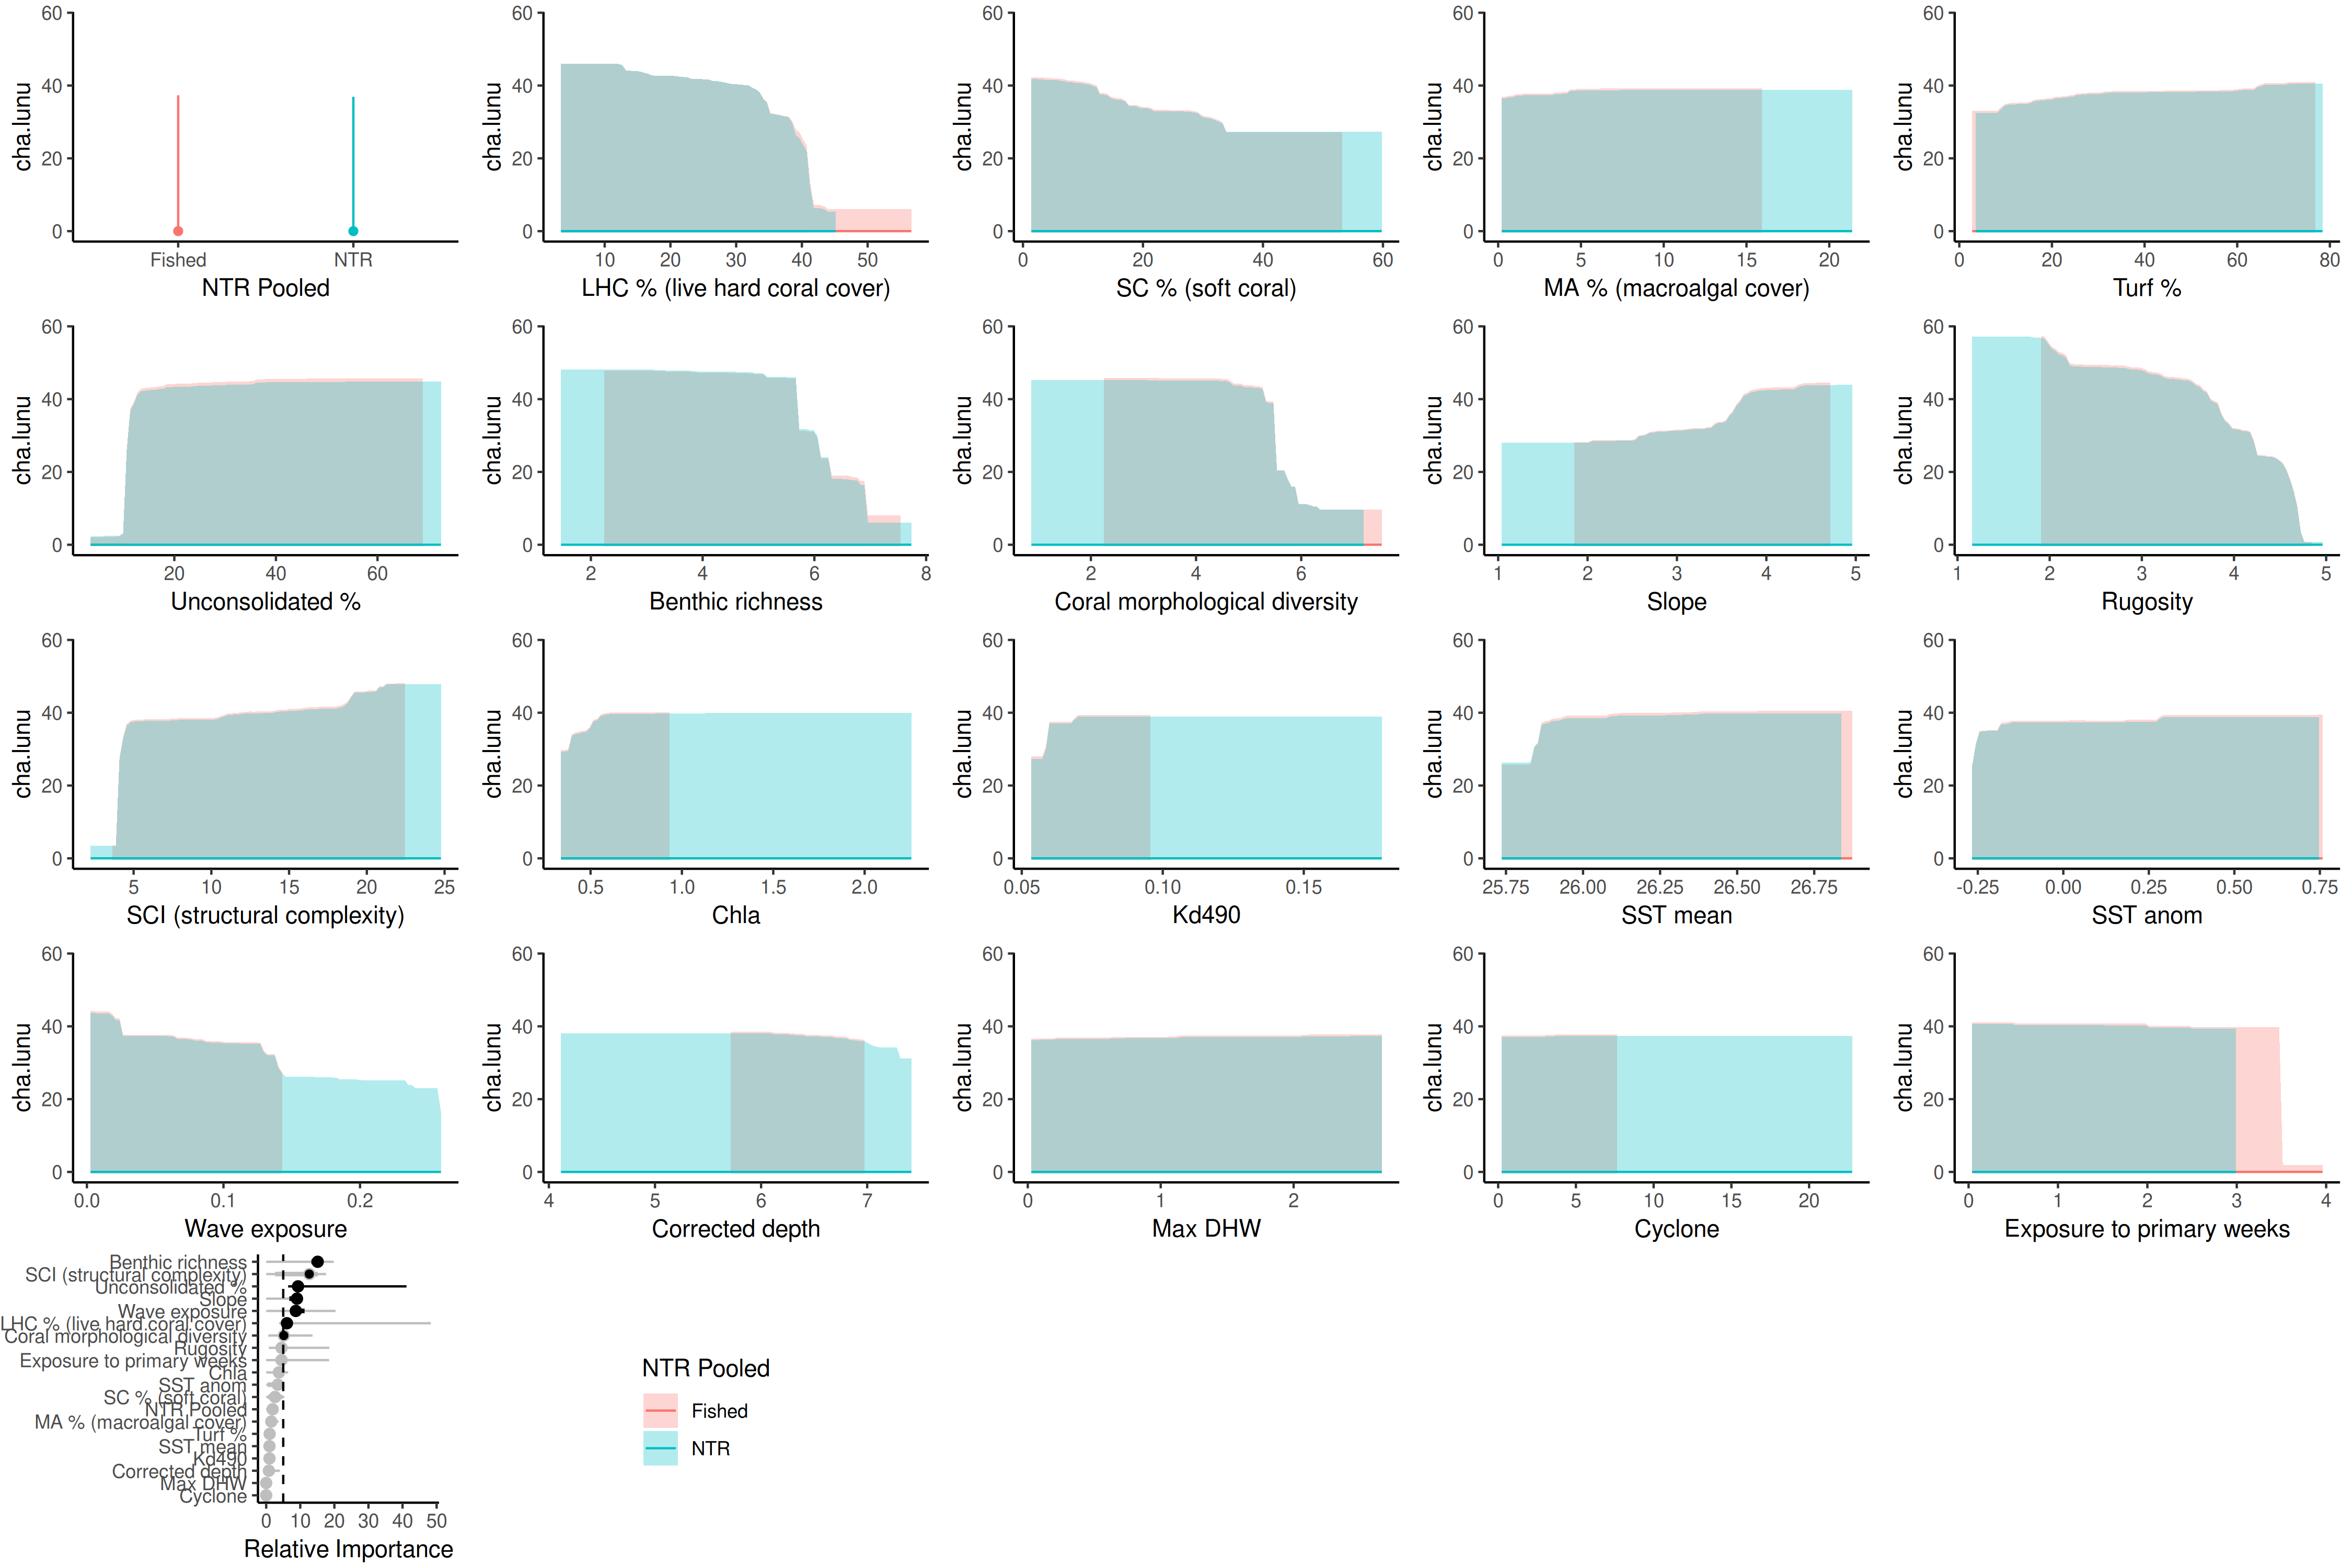 60 60 60 60 60
40 40 40 40 40
20 20 20 20 20
0 0 0 0 0
cha.lunu cha.lunu cha.lunu cha.lunu cha.lunu
Fished NTR 10 20 30 40 50 0 20 40 60 0 5 10 15 20 0 20 40 60 80
NTR Pooled LHC % (live hard coral cover) SC % (soft coral) MA % (macroalgal cover) Turf %
60 60 60 60 60
40 40 40 40 40
20 20 20 20 20
0 0 0 0 0
cha.lunu cha.lunu cha.lunu cha.lunu cha.lunu
20 40 60 2 4 6 8 2 4 6 1 2 3 4 5 1 2 3 4 5
Unconsolidated % Benthic richness Coral morphological diversity Slope Rugosity
60 60 60 60 60
40 40 40 40 40
20 20 20 20 20
0 0 0 0 0
cha.lunu cha.lunu cha.lunu cha.lunu cha.lunu
5 10 15 20 25 0.5 1.0 1.5 2.0 0.05 0.10 0.15 25.75 26.00 26.25 26.50 26.75 -0.25 0.00 0.25 0.50 0.75
SCI (structural complexity) Chla Kd490 SST mean SST anom
60 60 60 60 60
40 40 40 40 40
20 20 20 20 20
0 0 0 0 0
cha.lunu cha.lunu cha.lunu cha.lunu cha.lunu
0.0 0.1 0.2 4 5 6 7 0 1 2 0 5 10 15 20 0 1 2 3 4
Wave exposure Corrected depth Max DHW Cyclone Exposure to primary weeks
Benthic richness
SCI (structural complexity)
Unconsolidated %
Slope
Wave exposure
LHC % (live hard coral cover)
Coral morphological diversity
Rugosity
Exposure to primary weeks
Chla
SST anom
SC % (soft coral)
NTR Pooled
MA % (macroalgal cover)
Turf %
SST mean
Kd490
Corrected depth
Max DHW
Cyclone
0 10 20 30 40 50
Relative Importance
NTR Pooled
Fished
NTR